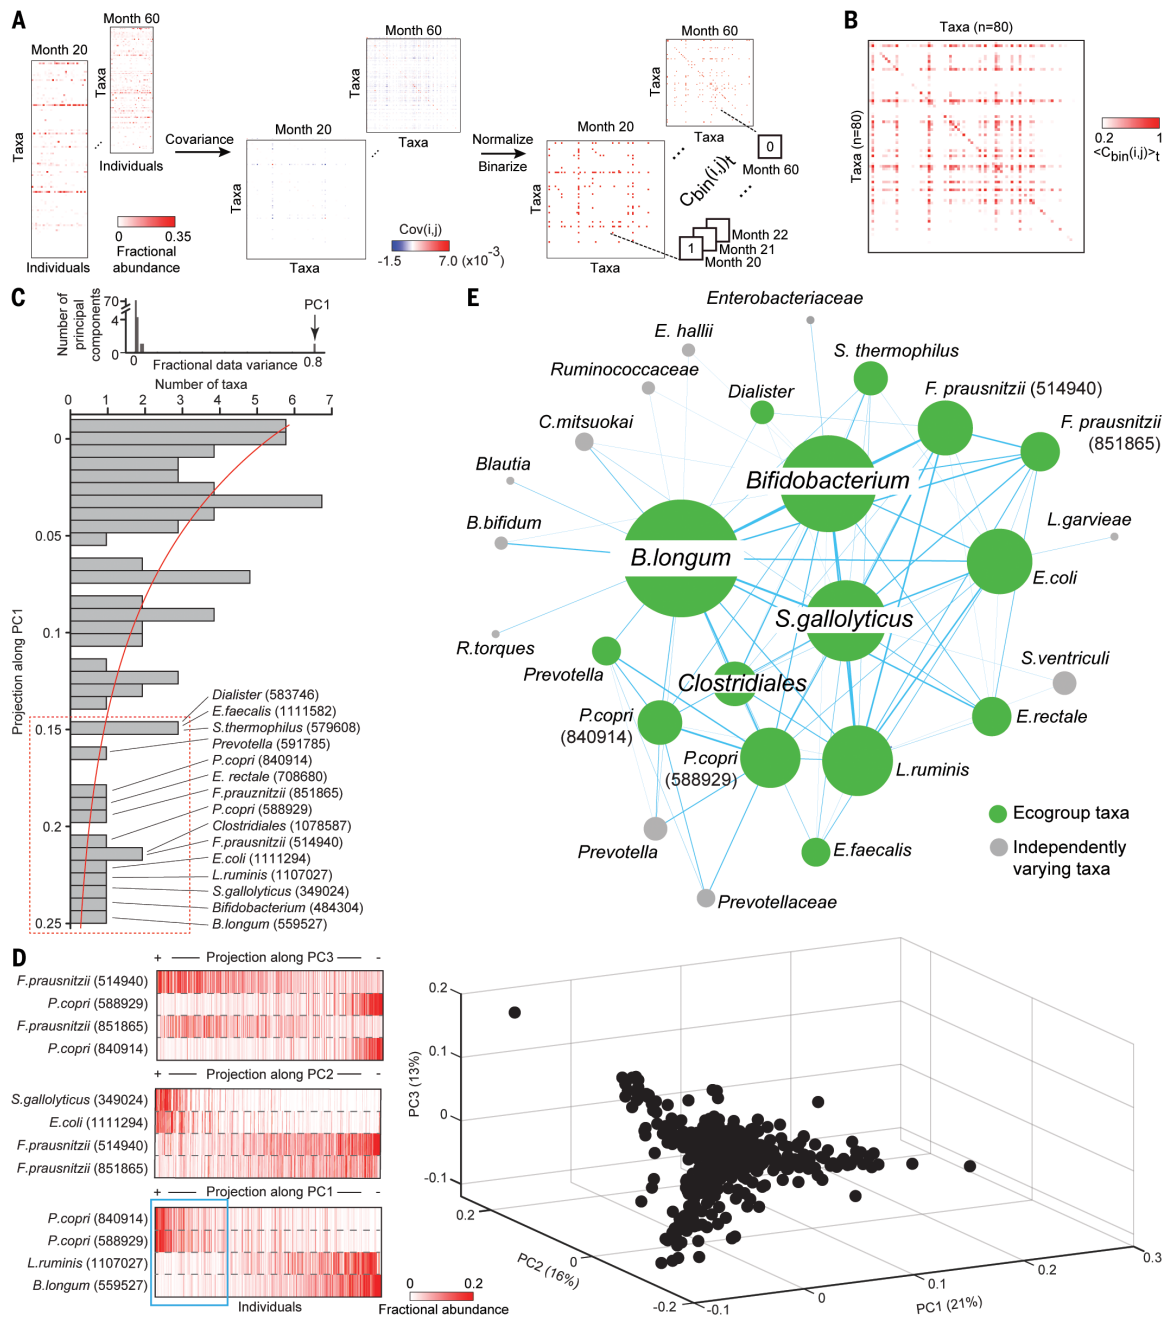 A
Month 60
Month 20
Taxa
Taxa
Individuals
Individuals
0
0.35
Fractional
abundance
Covariance
Month 60
Taxa
Taxa
Month 20
Taxa
Taxa
Cov(i,j)
-1.5
7.0 (x10⁻³)
Normalize
Binarize
Month 60
Taxa
Taxa
Month 20
Taxa
Taxa
Cbin(i,j)t
0
Month 60
1
Month 22
Month 21
Month 20
B
Taxa (n=80)
Taxa (n=80)
0.2
1
<Cbin(i,j)>t
C
Number of
principal
components
70
4
0
PC1
0
Fractional data variance
0.8
Number of taxa
0 1 2 3 4 5 6 7
Projection along PC1
0
0.05
0.1
0.15
0.2
0.25
Dialister (583746)
E.faecalis (1111582)
S.thermophilus (579608)
Prevotella (591785)
P.copri (840914)
E. rectale (708680)
F.prauznitzii (851865)
P.copri (588929)
Clostridiales (1078587)
F.prausnitzii (514940)
E.coli (1111294)
L.ruminis (1107027)
S.gallolyticus (349024)
Bifidobacterium (484304)
B.longum (559527)
E
Enterobacteriaceae
E. hallii
Ruminococcaceae
S. thermophilus
Dialister
F. prausnitzii (514940)
F. prausnitzii
(851865)
C.mitsuokai
Blautia
Bifidobacterium
B.bifidum
L.garvieae
B.longum
E.coli
S.gallolyticus
R.torques
S.ventriculi
Prevotella
Clostridiales
E.rectale
P.copri
(840914)
P.copri
(588929)
L.ruminis
Prevotella
E.faecalis
Prevotellaceae
Ecogroup taxa
Independently
varying taxa
D
+ Projection along PC3 -
F.prausnitzii (514940)
P.copri (588929)
F.prausnitzii (851865)
P.copri (840914)
+ Projection along PC2 -
S.gallolyticus (349024)
E.coli (1111294)
F.prausnitzii (514940)
F.prausnitzii (851865)
+ Projection along PC1 -
P.copri (840914)
P.copri (588929)
L.ruminis (1107027)
B.longum (559527)
Individuals
0
0.2
Fractional abundance
PC3 (13%)
0.2
0.1
0
-0.1
0.2
0
-0.2
PC2 (16%)
-0.1
0
0.1
0.2
0.3
PC1 (21%)